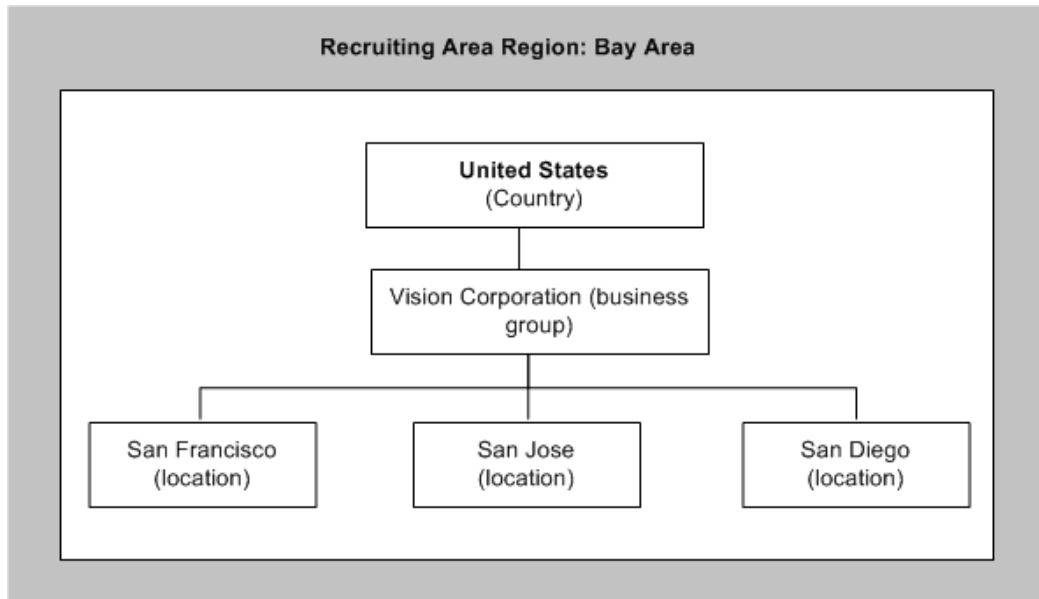 Recruiting Area Region: Bay Area
United States
(Country)
Vision Corporation (business
group)
San Francisco
(location)
San Jose
(location)
San Diego
(location)